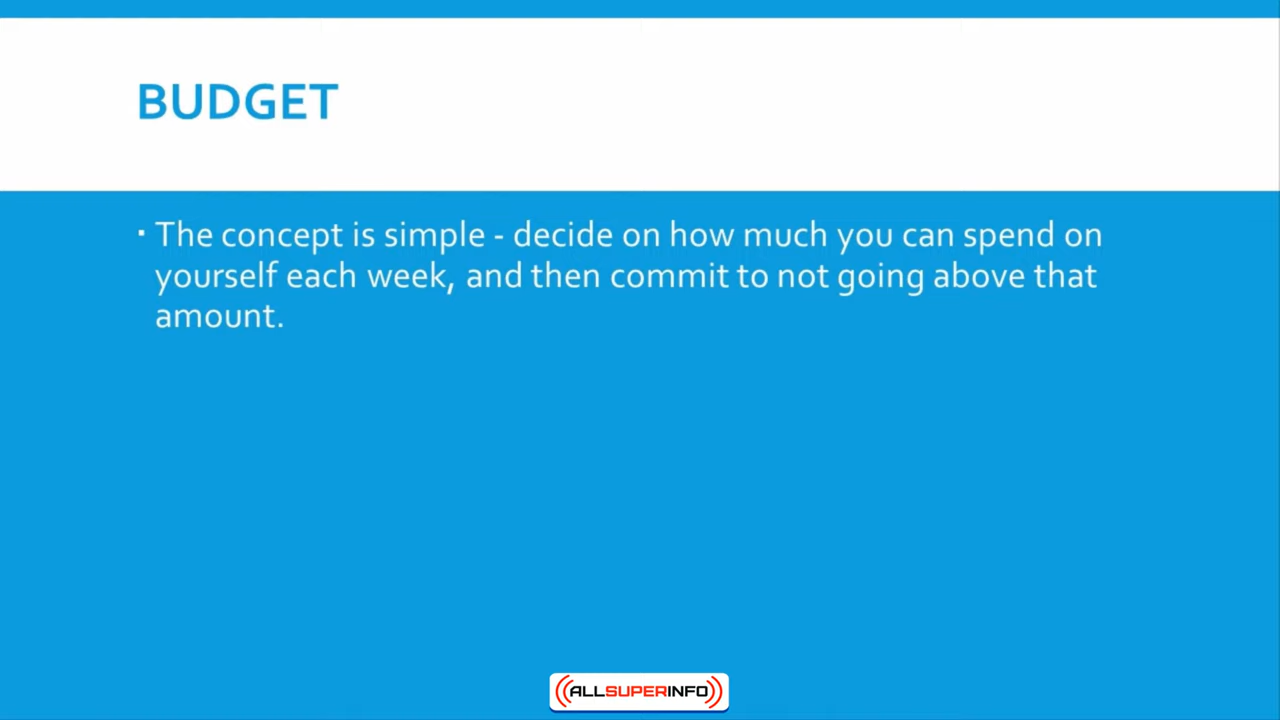 BUDGET
▪ The concept is simple - decide on how much you can spend on
yourself each week, and then commit to not going above that
amount.
ALLSUPERINFO